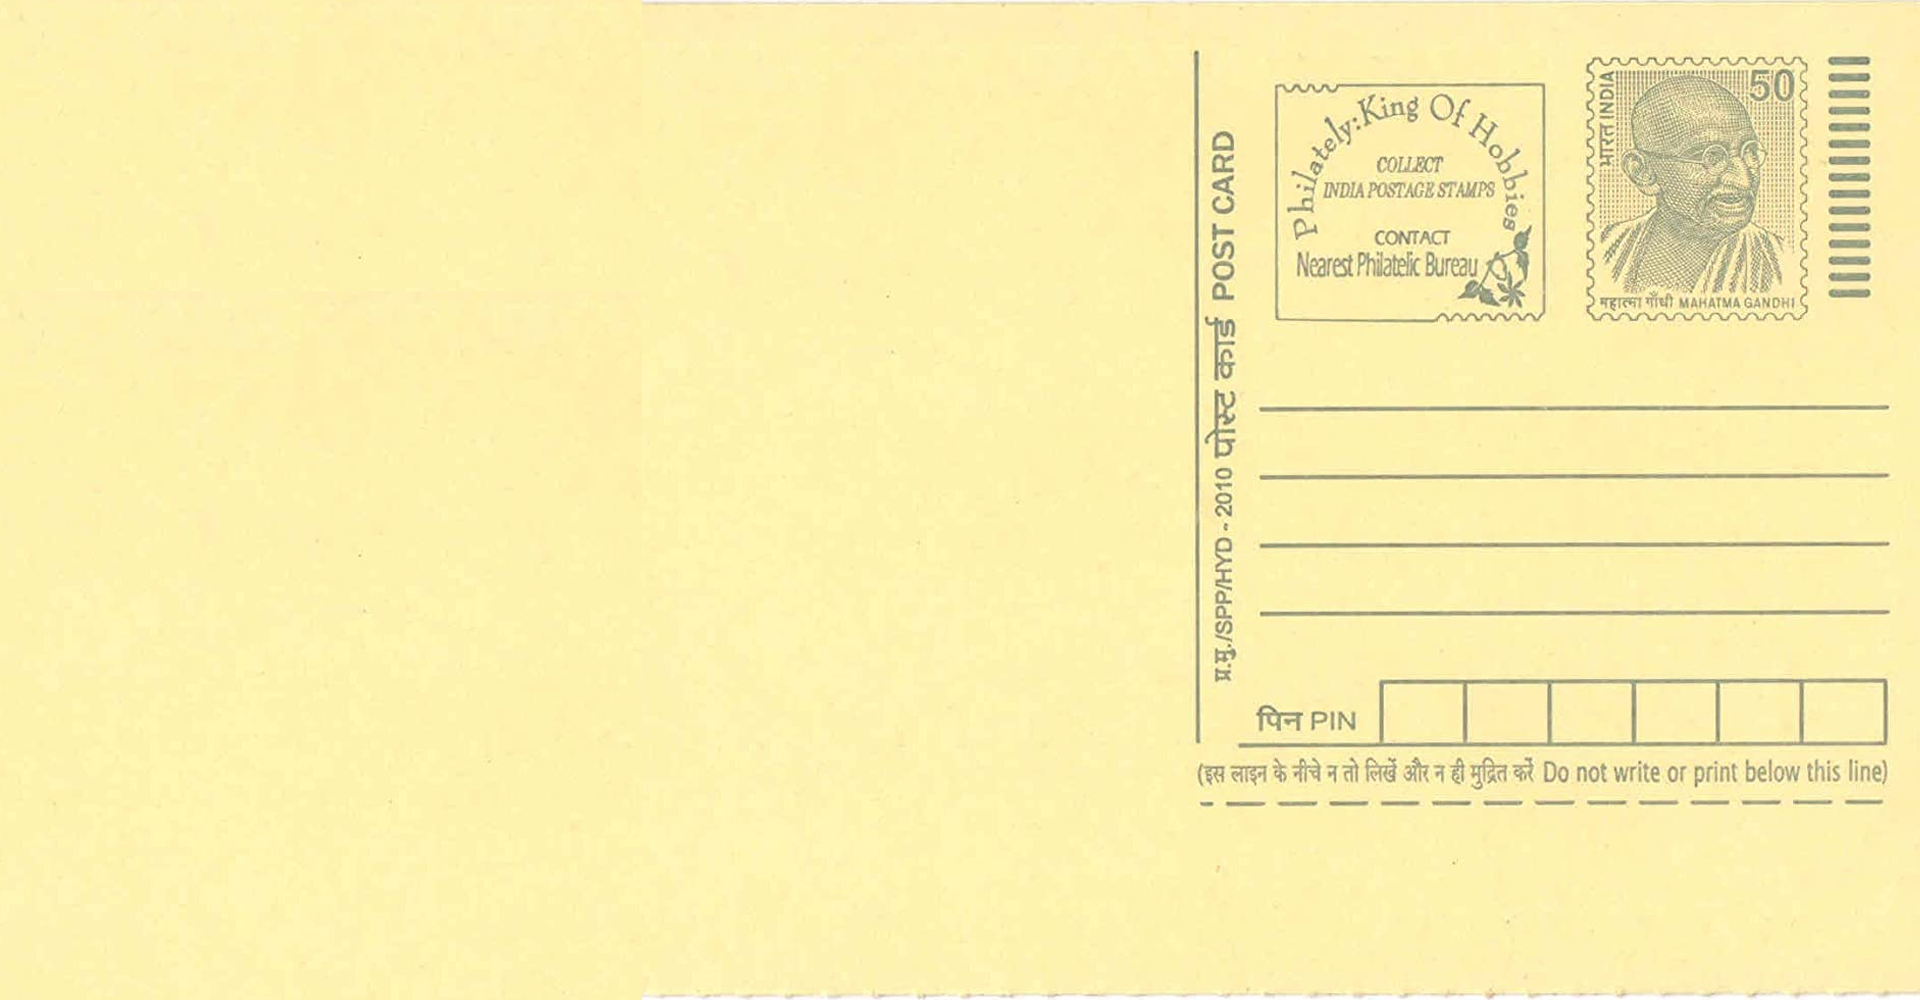 प्र.मु./SPP/HYD - 2010 पोस्ट कार्ड POST CARD
Philately:King Of Hobbies
COLLECT
INDIA POSTAGE STAMPS
CONTACT
Nearest Philatelic Bureau
भारत INDIA
50
महात्मा गाँधी MAHATMA GANDHI
पिन PIN
(इस लाइन के नीचे न तो लिखें और न ही मुद्रित करें Do not write or print below this line)